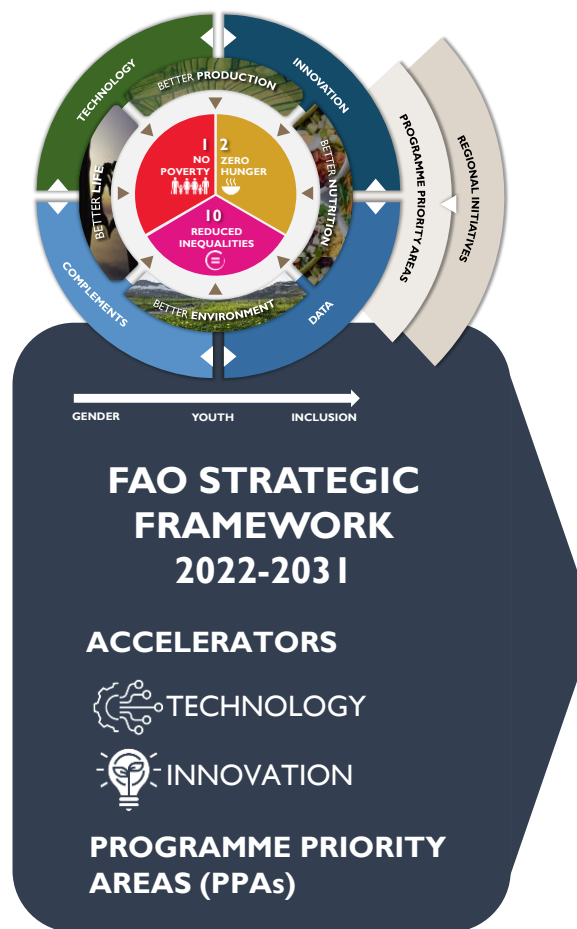 TECHNOLOGY
INNOVATION
BETTER PRODUCTION
PROGRAMME PRIORITY AREAS
REGIONAL INITIATIVES
1
NO
POVERTY
2
ZERO
HUNGER
BETTER LIFE
BETTER NUTRITION
10
REDUCED
INEQUALITIES
COMPLEMENTS
BETTER ENVIRONMENT
DATA
GENDER YOUTH INCLUSION
FAO STRATEGIC
FRAMEWORK
2022-2031
ACCELERATORS
TECHNOLOGY
INNOVATION
PROGRAMME PRIORITY
AREAS (PPAs)